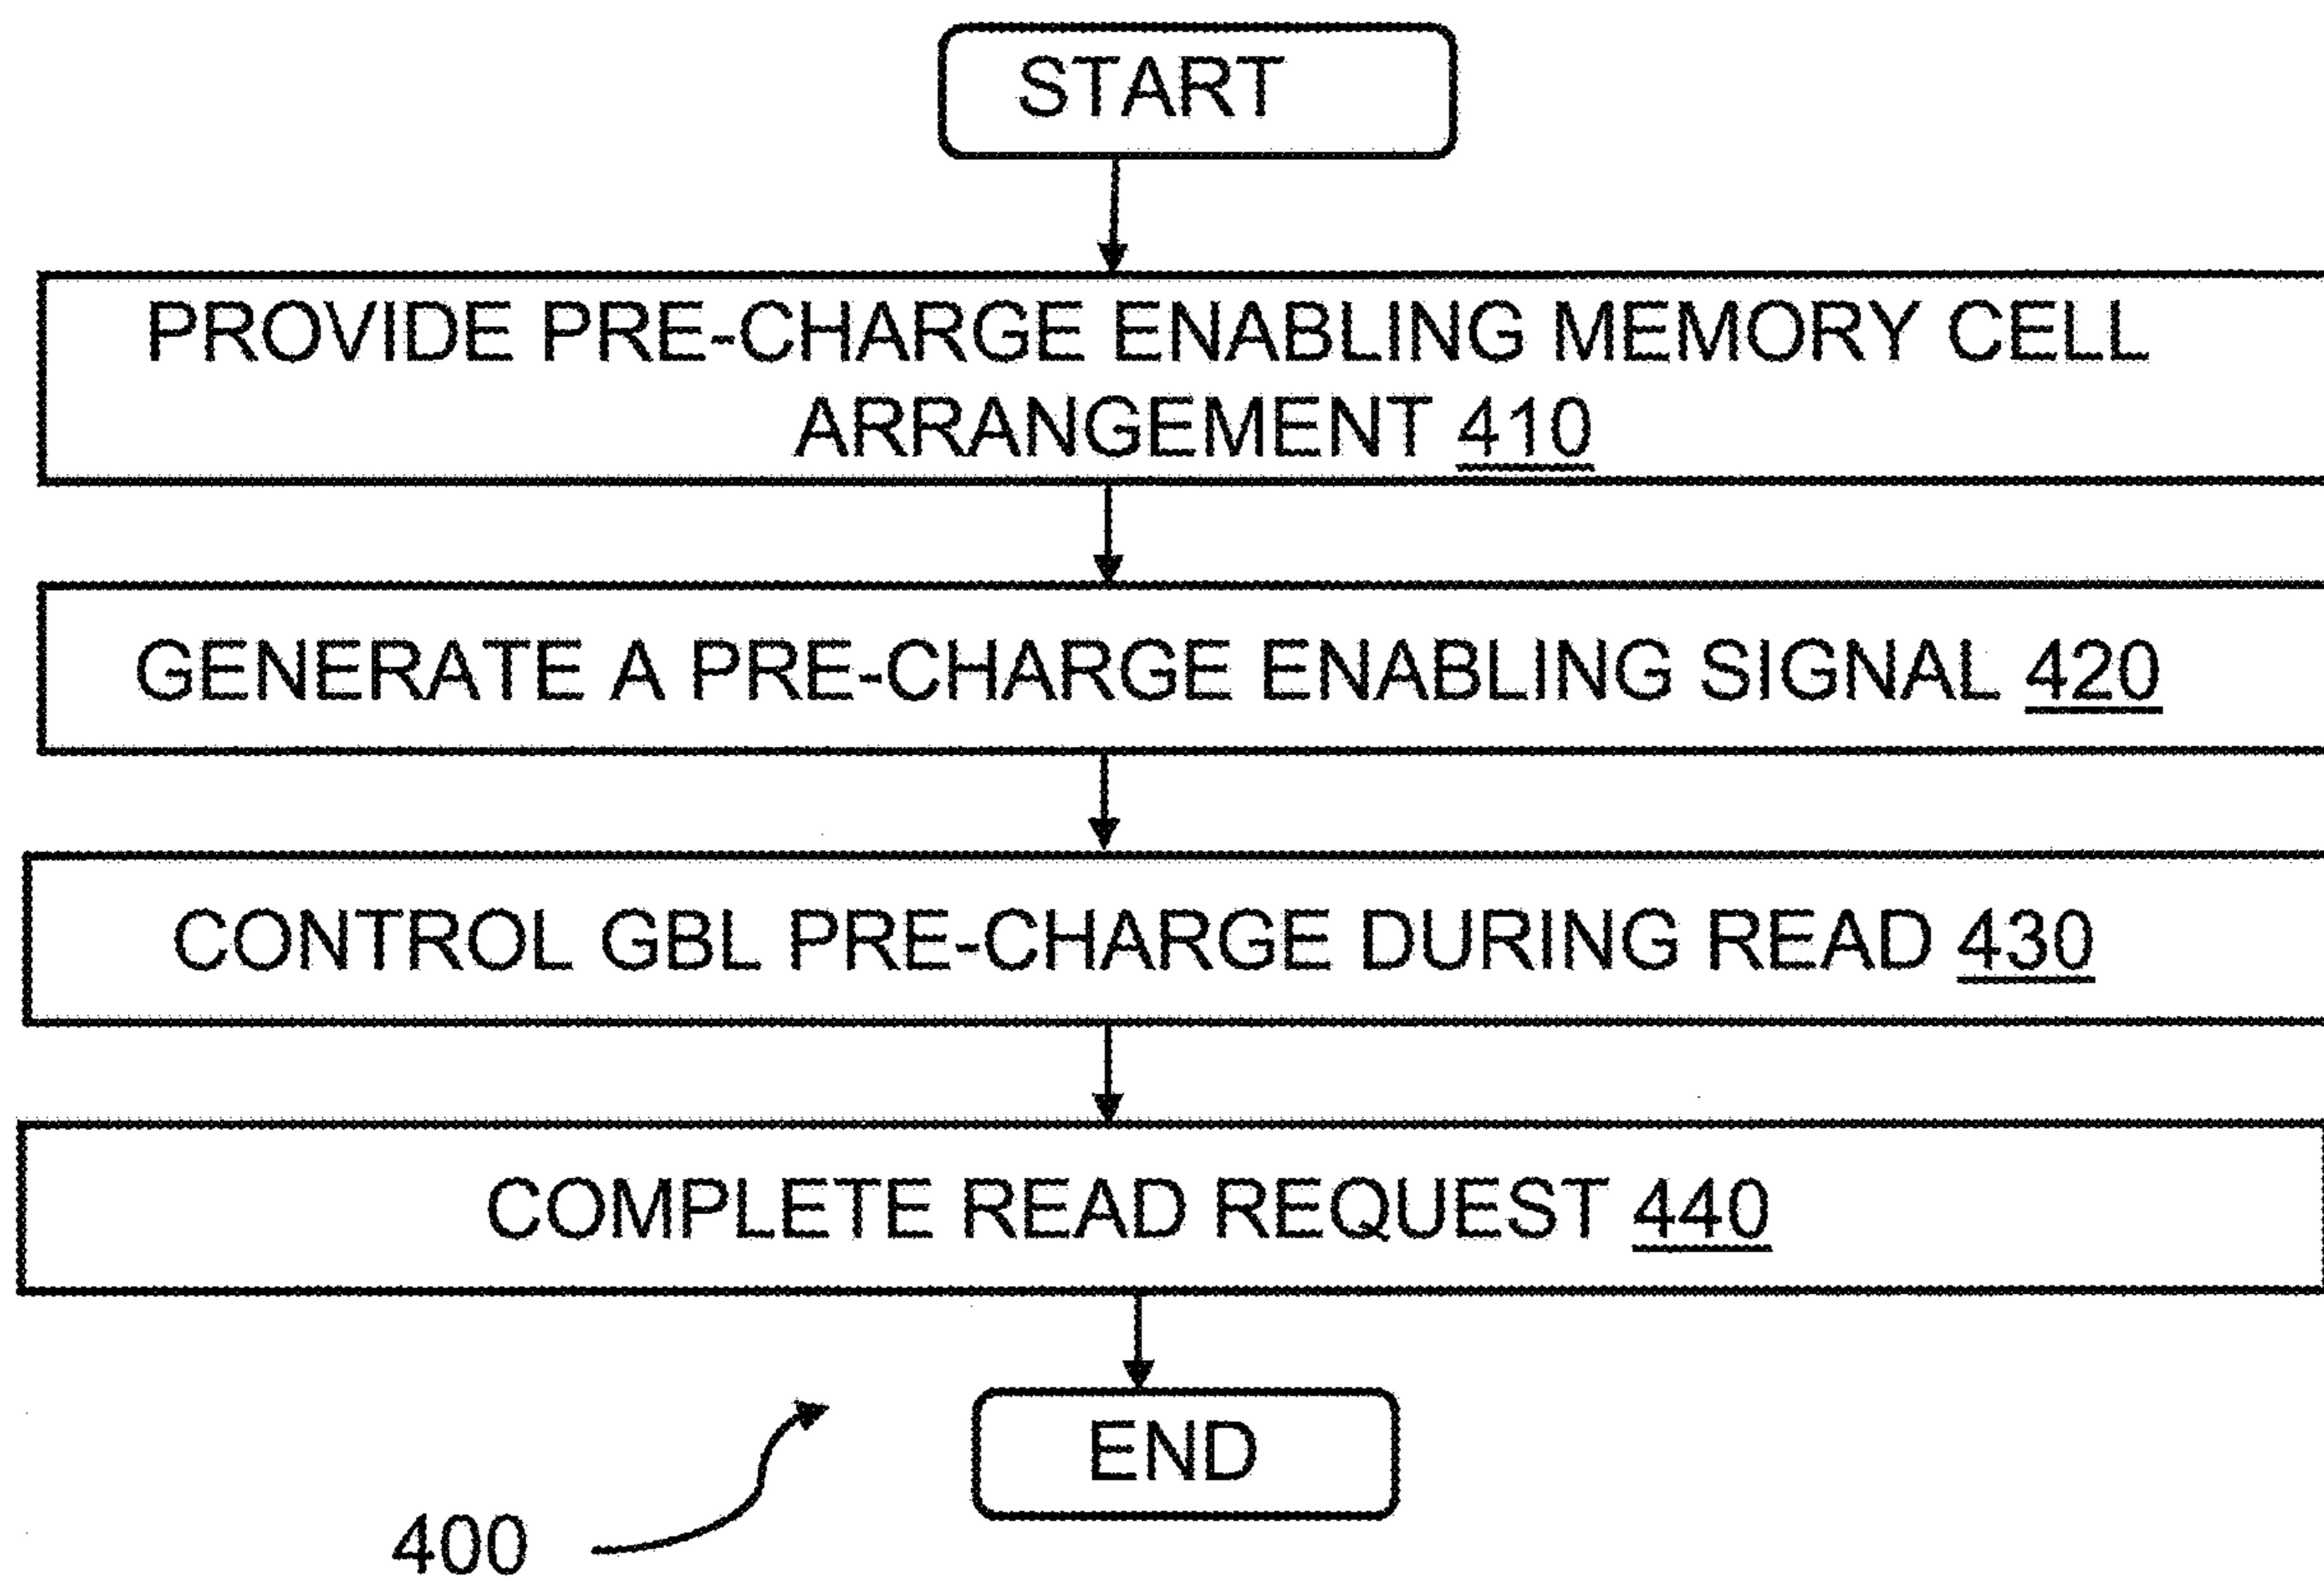 START
PROVIDE PRE-CHARGE ENABLING MEMORY CELL
ARRANGEMENT 410
GENERATE A PRE-CHARGE ENABLING SIGNAL 420
CONTROL GBL PRE-CHARGE DURING READ 430
COMPLETE READ REQUEST 440
END
400